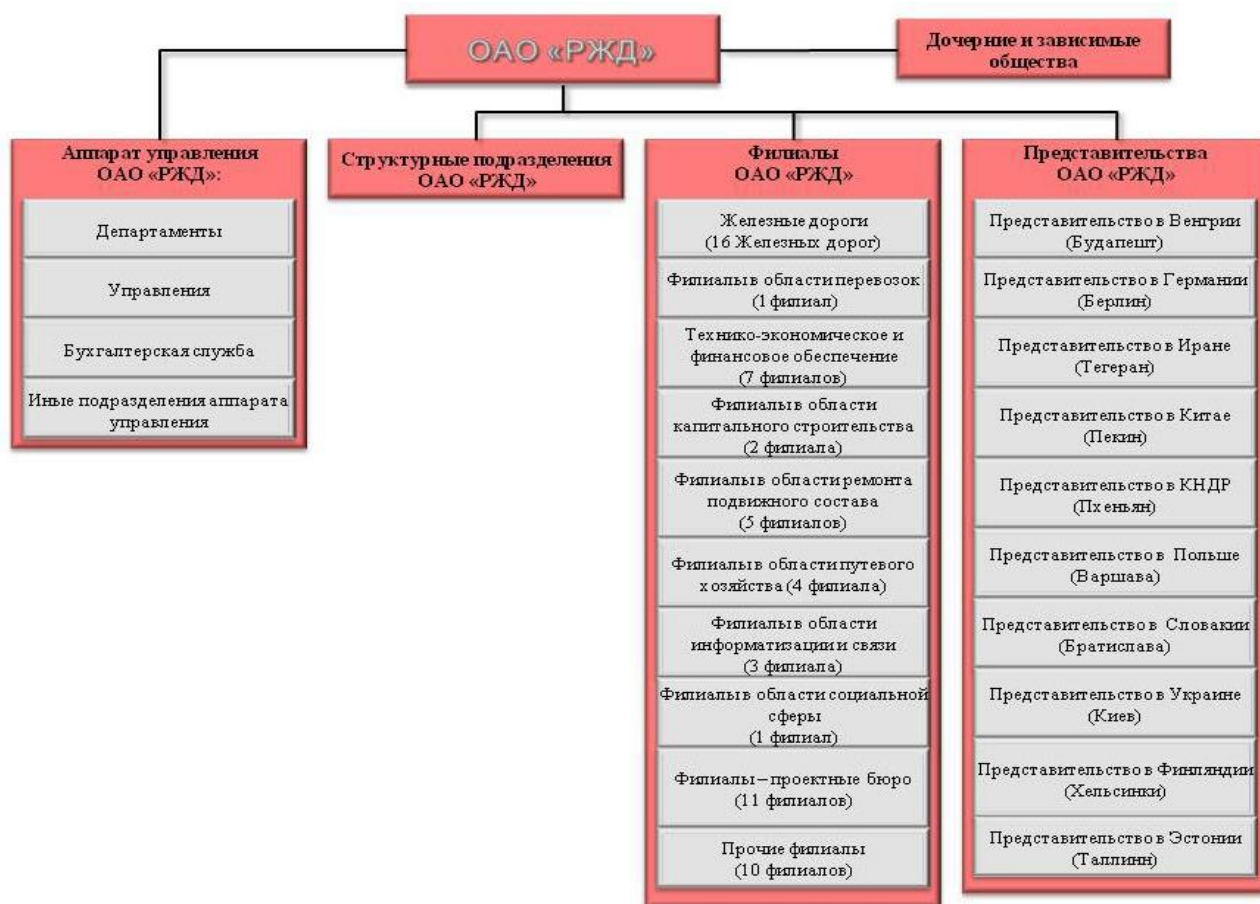 ОАО «РЖД»
Дочерние и зависимые
общества
Аппарат управления
ОАО «РЖД»:
Департаменты
Управления
Бухгалтерская служба
Иные подразделения аппарата
управления
Структурные подразделения
ОАО «РЖД»
Филиалы
ОАО «РЖД»
Железные дороги
(16 Железных дорог)
Филиалы в области перевозок
(1 филиал)
Технико-экономическое и
финансовое обеспечение
(7 филиалов)
Филиалы в области
капитального строительства
(2 филиала)
Филиалы в области ремонта
подвижного состава
(5 филиалов)
Филиалы в области путевого
хозяйства (4 филиала)
Филиалы в области
информатизации и связи
(3 филиала)
Филиалы в области социальной
сферы
(1 филиал)
Филиалы – проектные бюро
(11 филиалов)
Прочие филиалы
(10 филиалов)
Представительства
ОАО «РЖД»
Представительство в Венгрии
(Будапешт)
Представительство в Германии
(Берлин)
Представительство в Иране
(Тегеран)
Представительство в Китае
(Пекин)
Представительство в КНДР
(Пхеньян)
Представительство в Польше
(Варшава)
Представительство в Словакии
(Братислава)
Представительство в Украине
(Киев)
Представительство в Финляндии
(Хельсинки)
Представительство в Эстонии
(Таллинн)